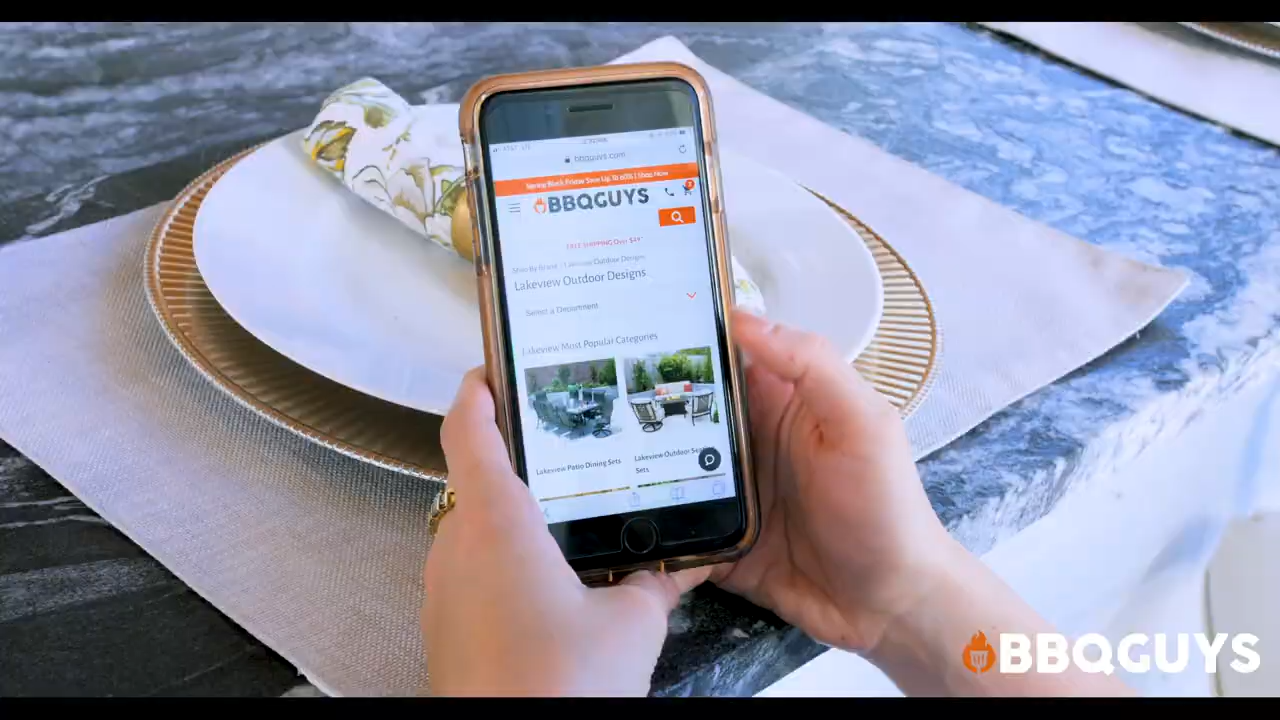 AT&T LTE
bbqguys.com
Spring Black Friday Save Up To 60% | Shop Now
BBQGUYS
FREE SHIPPING Over $49*
Shop By Brand / Lakeview Outdoor Designs
Lakeview Outdoor Designs
Select a Department
Lakeview Most Popular Categories
Lakeview Patio Dining Sets
Lakeview Outdoor
Sets
BBQGUYS